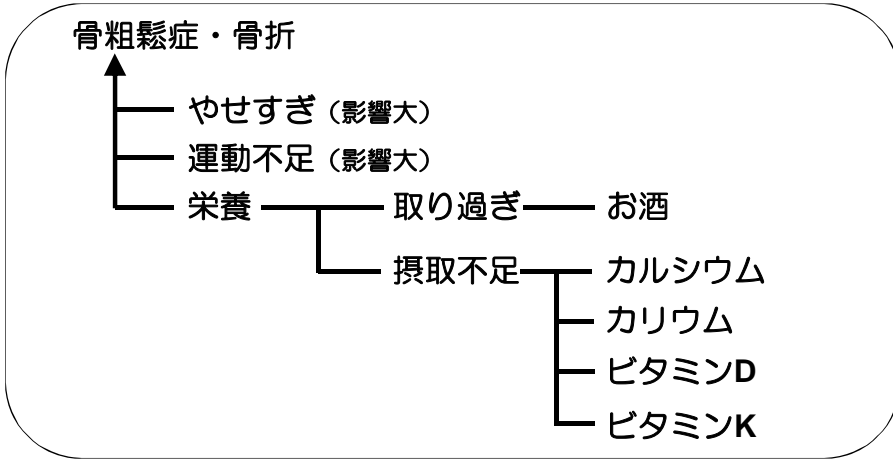 骨粗鬆症・骨折
やせすぎ（影響大）
運動不足（影響大）
栄養 取り過ぎ お酒
摂取不足 カルシウム
カリウム
ビタミンD
ビタミンK